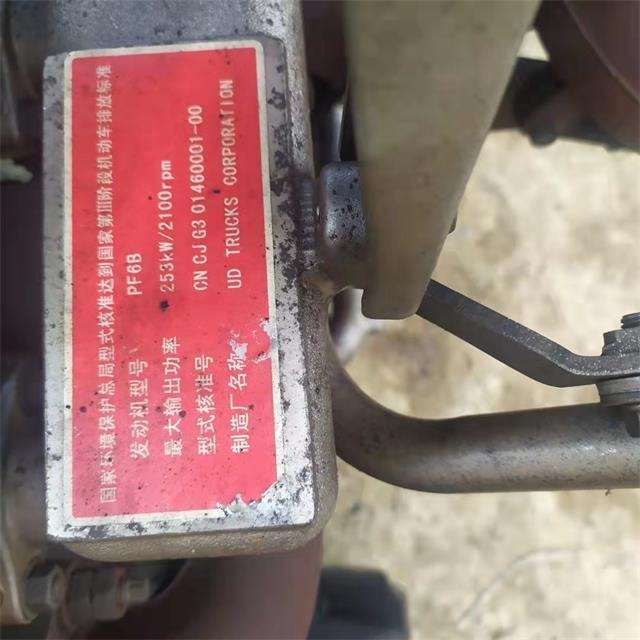 国家环境保护总局型式核准达到国家第III阶段机动车排放标准
发动机型号 PF6B
最大输出功率 253kW/2100rpm
型式核准号 CN CJ G3 01460001-00
制造厂名称 UD TRUCKS CORPORATION